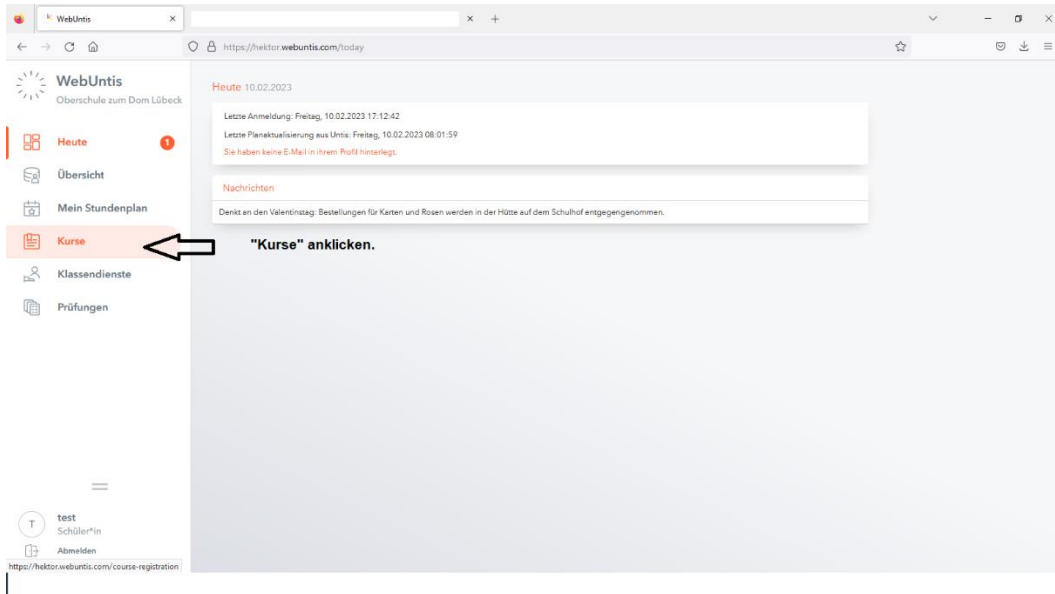 WebUntis
https://hektor.webuntis.com/today
WebUntis
Oberschule zum Dom Lübeck
Heute 1
Übersicht
Mein Stundenplan
Kurse
Klassendienste
Prüfungen
T test
Schüler*in
Abmelden
https://hektor.webuntis.com/course-registration
Heute 10.02.2023
Letzte Anmeldung: Freitag, 10.02.2023 17:12:42
Letzte Planaktualisierung aus Untis: Freitag, 10.02.2023 08:01:59
Sie haben keine E-Mail in ihrem Profil hinterlegt.
Nachrichten
Denkt an den Valentinstag: Bestellungen für Karten und Rosen werden in der Hütte auf dem Schulhof entgegengenommen.
"Kurse" anklicken.